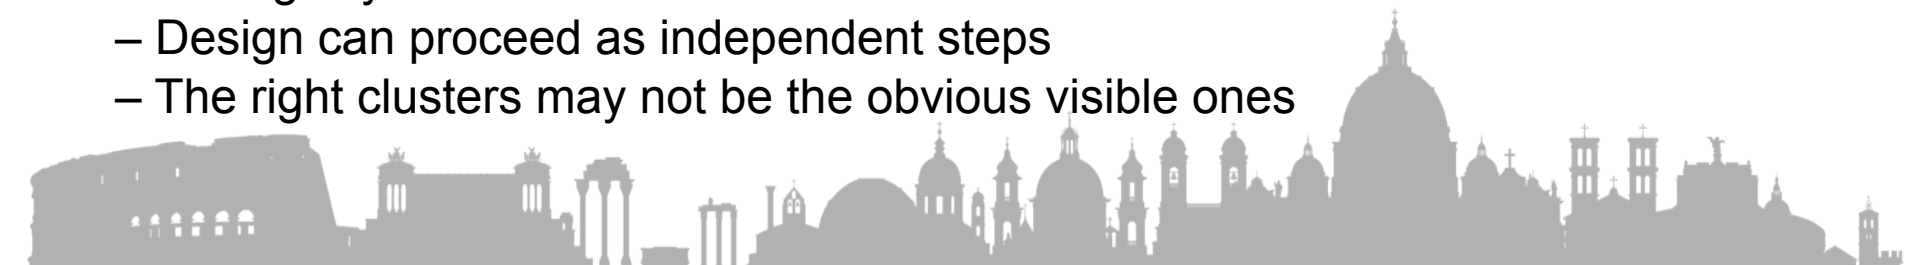 – Design can proceed as independent steps
– The right clusters may not be the obvious visible ones